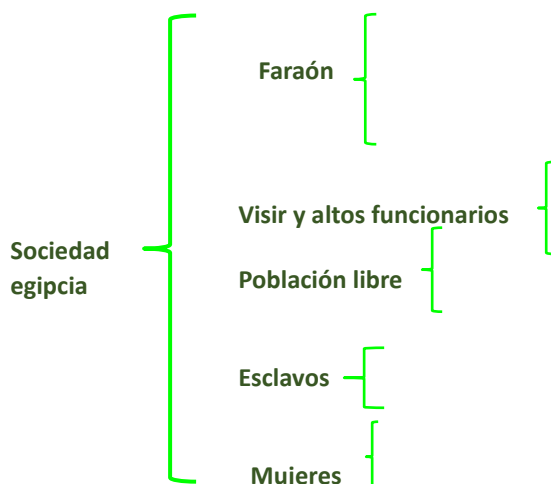 Faraón
Visir y altos funcionarios
Sociedad
egipcia
Población libre
Esclavos
Mujeres